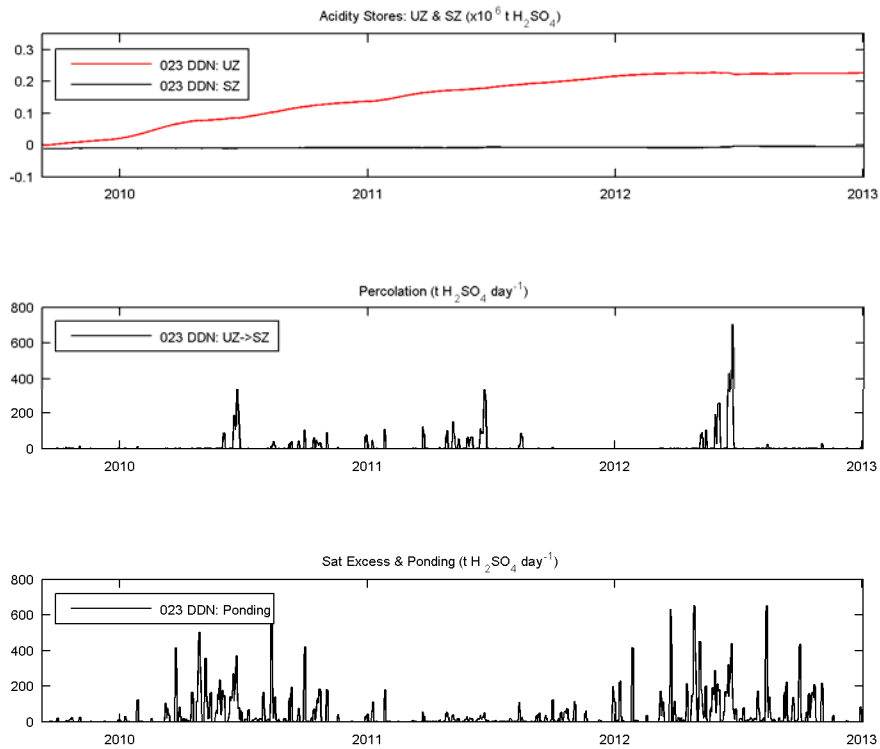 Acidity Stores: UZ & SZ (x10^6 t H_2SO_4)
0.3
0.2
0.1
0
-0.1
023 DDN: UZ
023 DDN: SZ
2010 2011 2012 2013
Percolation (t H_2SO_4 day^-1)
800
600
400
200
0
023 DDN: UZ->SZ
2010 2011 2012 2013
Sat Excess & Ponding (t H_2SO_4 day^-1)
800
600
400
200
0
023 DDN: Ponding
2010 2011 2012 2013